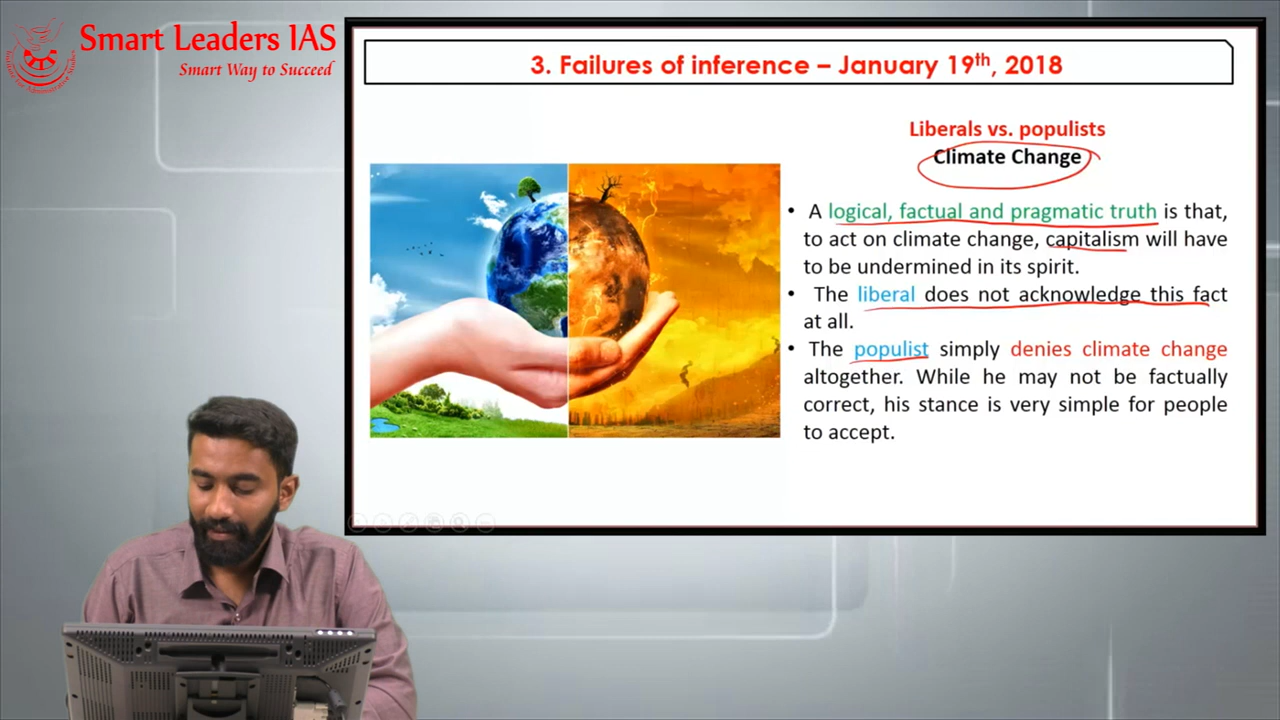 Smart Leaders IAS
Smart Way to Succeed
3. Failures of inference – January 19th, 2018
Liberals vs. populists
Climate Change
• A logical, factual and pragmatic truth is that,
to act on climate change, capitalism will have
to be undermined in its spirit.
• The liberal does not acknowledge this fact
at all.
• The populist simply denies climate change
altogether. While he may not be factually
correct, his stance is very simple for people
to accept.